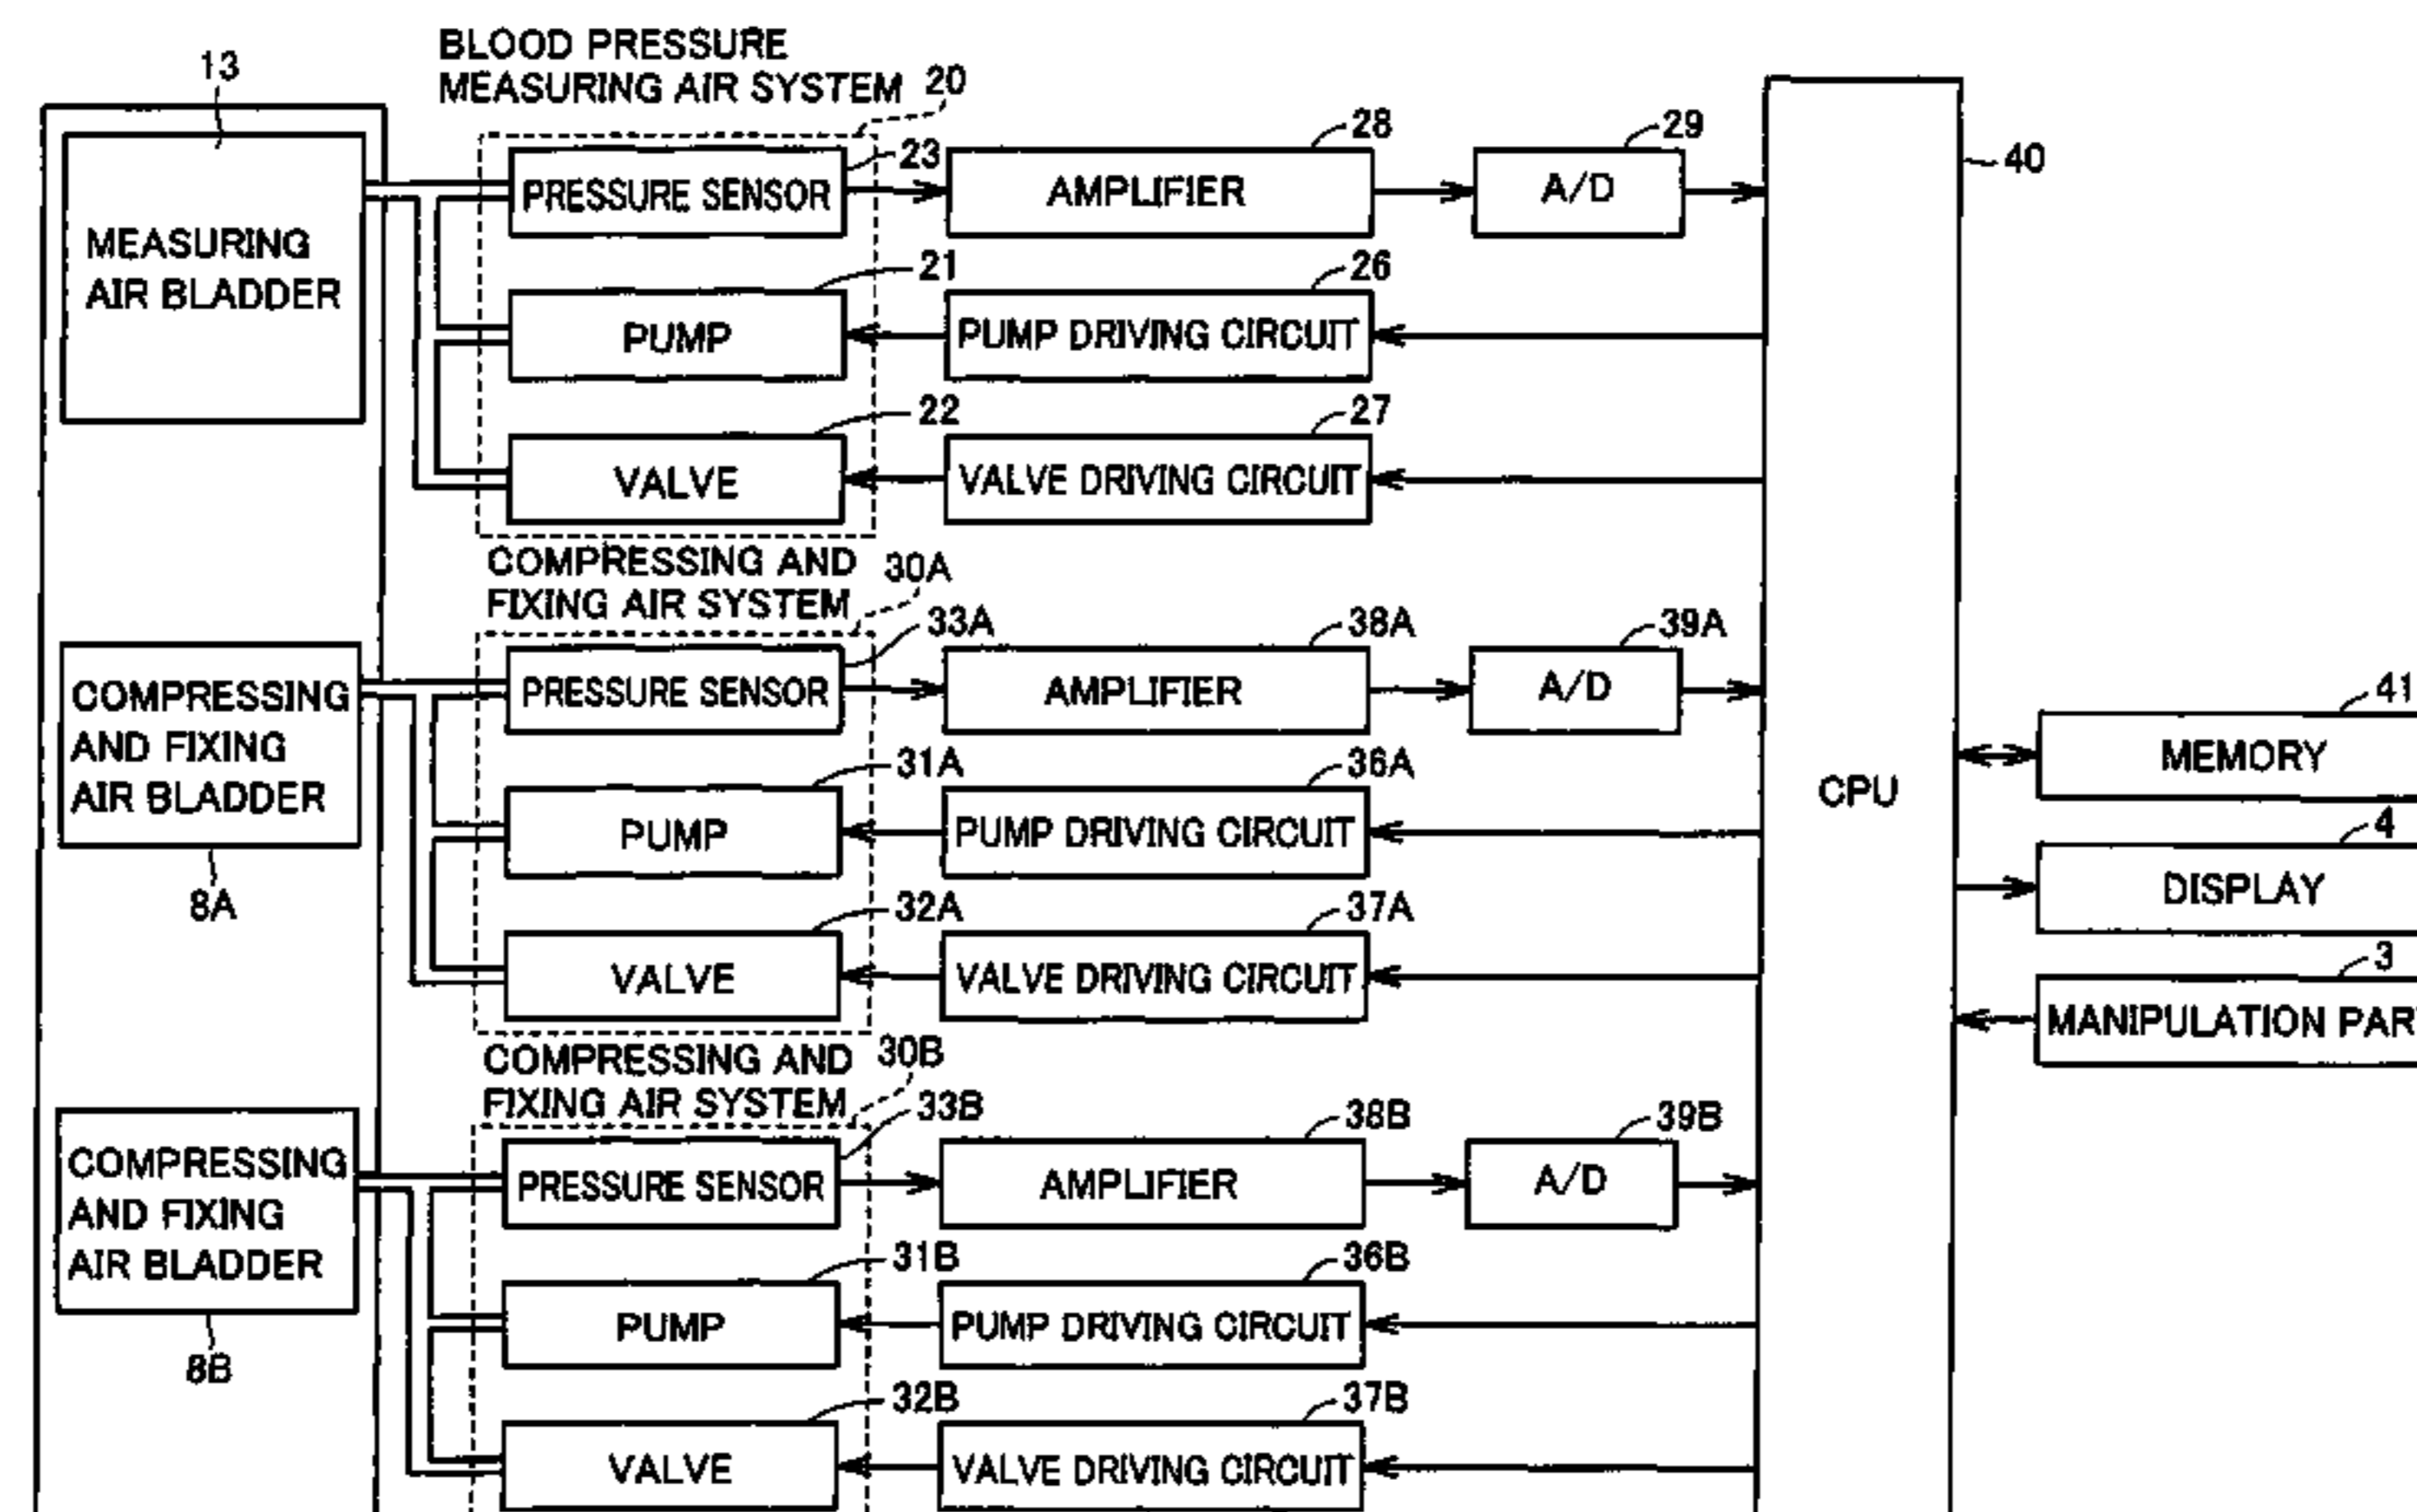 BLOOD PRESSURE
MEASURING AIR SYSTEM 20
13
MEASURING
AIR BLADDER
23
PRESSURE SENSOR
28
AMPLIFIER
29
A/D
40
21
PUMP
26
PUMP DRIVING CIRCUIT
22
VALVE
27
VALVE DRIVING CIRCUIT
COMPRESSING AND
FIXING AIR SYSTEM
30A
COMPRESSING
AND FIXING
AIR BLADDER
8A
33A
PRESSURE SENSOR
38A
AMPLIFIER
39A
A/D
31A
PUMP
36A
PUMP DRIVING CIRCUIT
32A
VALVE
37A
VALVE DRIVING CIRCUIT
CPU
41
MEMORY
4
DISPLAY
3
MANIPULATION PAR
COMPRESSING AND
FIXING AIR SYSTEM
30B
COMPRESSING
AND FIXING
AIR BLADDER
8B
33B
PRESSURE SENSOR
38B
AMPLIFIER
39B
A/D
31B
PUMP
36B
PUMP DRIVING CIRCUIT
32B
VALVE
37B
VALVE DRIVING CIRCUIT